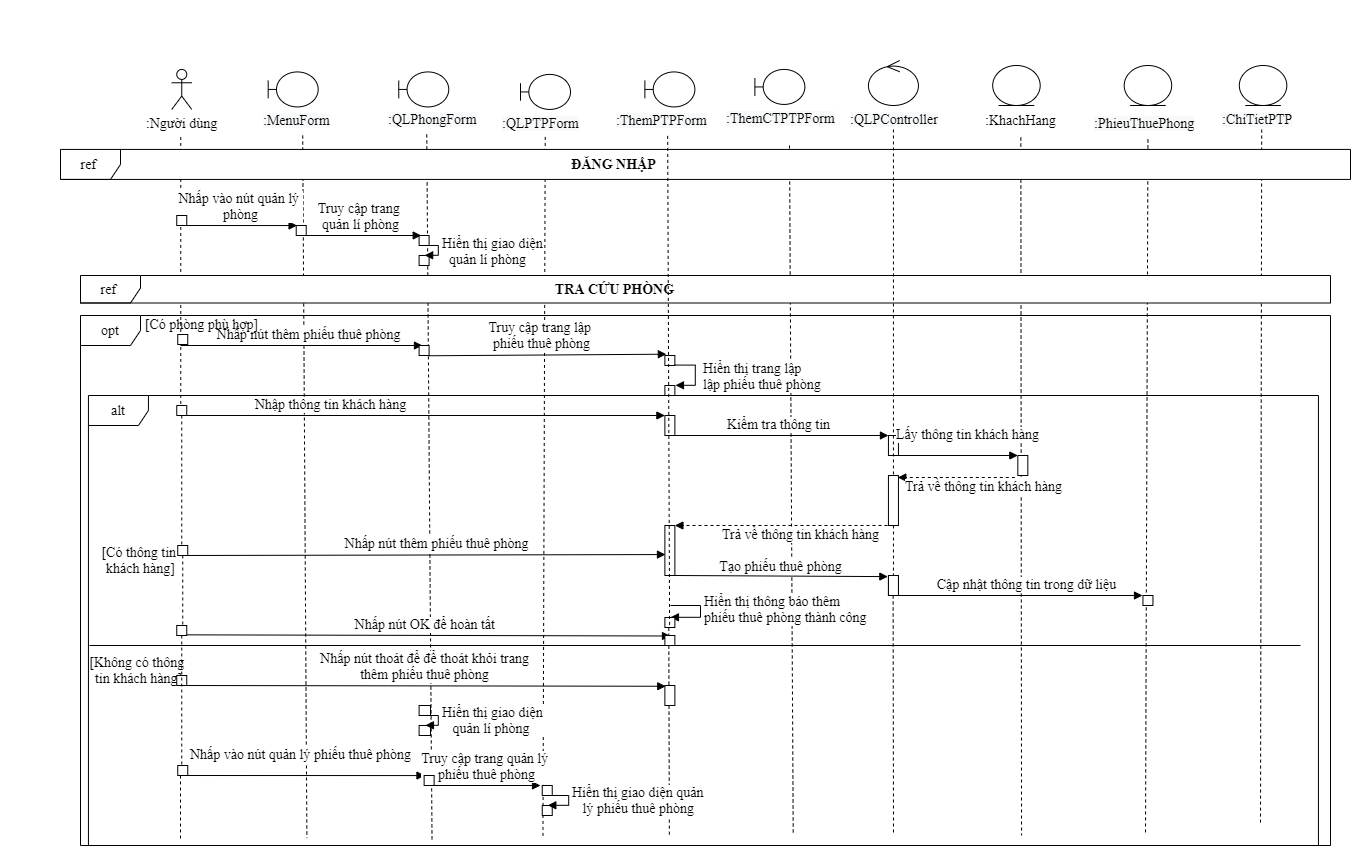 :Người dùng
:MenuForm
:QLPhongForm
:QLPTPForm
:ThemPTPForm
:ThemCTPTPForm
:QLPController
:KhachHang
:PhieuThuePhong
:ChiTietPTP
ref
ĐĂNG NHẬP
Nhấp vào nút quản lý
phòng
Truy cập trang
quản lí phòng
Hiển thị giao diện
quản lí phòng
ref
TRA CỨU PHÒNG
opt
[Có phòng phù hợp]
Nhấp nút thêm phiếu thuê phòng
Truy cập trang lập
phiếu thuê phòng
Hiển thị trang lập
lập phiếu thuê phòng
alt
Nhập thông tin khách hàng
Kiểm tra thông tin
Lấy thông tin khách hàng
Trả về thông tin khách hàng
Trả về thông tin khách hàng
[Có thông tin
khách hàng]
Nhấp nút thêm phiếu thuê phòng
Tạo phiếu thuê phòng
Cập nhật thông tin trong dữ liệu
Hiển thị thông báo thêm
phiếu thuê phòng thành công
Nhấp nút OK để hoàn tất
[Không có thông
tin khách hàng]
Nhấp nút thoát để để thoát khỏi trang
thêm phiếu thuê phòng
Hiển thị giao diện
quản lí phòng
Nhấp vào nút quản lý phiếu thuê phòng
Truy cập trang quản lý
phiếu thuê phòng
Hiển thị giao diện quản
lý phiếu thuê phòng